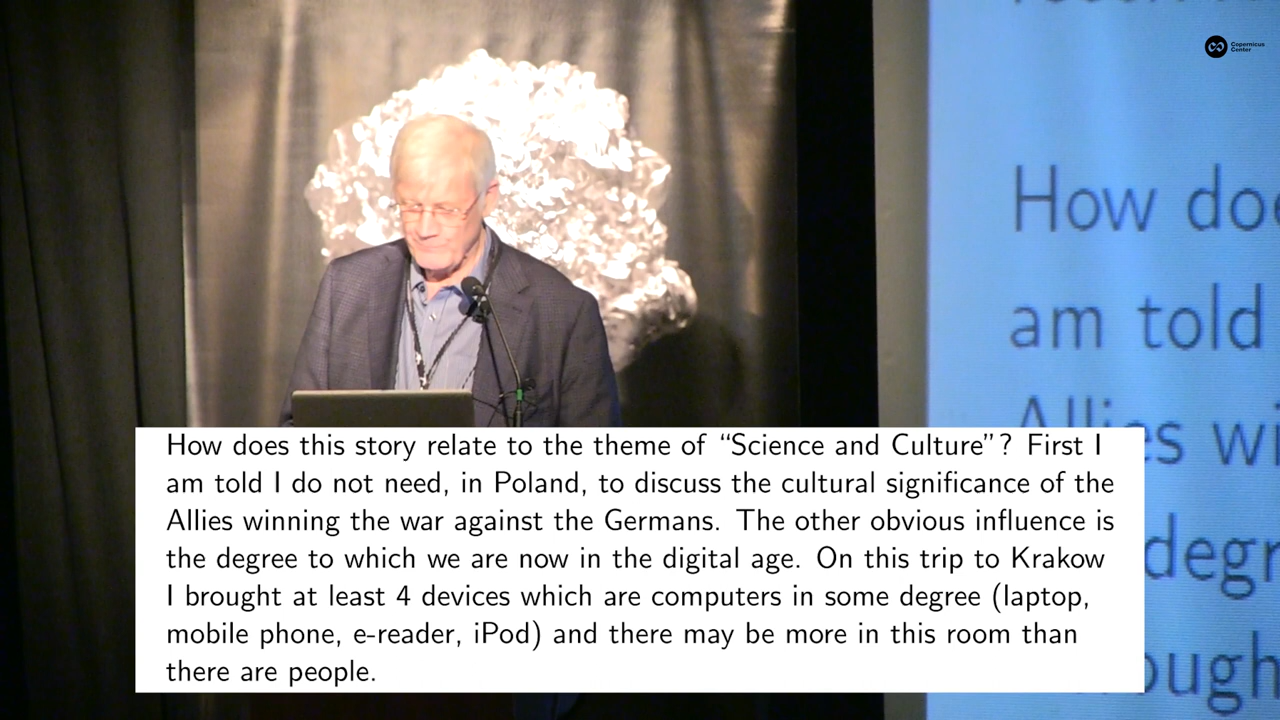 Copernicus
Center
How do
am told
Allies wi
degr
ough
How does this story relate to the theme of “Science and Culture”? First I
am told I do not need, in Poland, to discuss the cultural significance of the
Allies winning the war against the Germans. The other obvious influence is
the degree to which we are now in the digital age. On this trip to Krakow
I brought at least 4 devices which are computers in some degree (laptop,
mobile phone, e-reader, iPod) and there may be more in this room than
there are people.